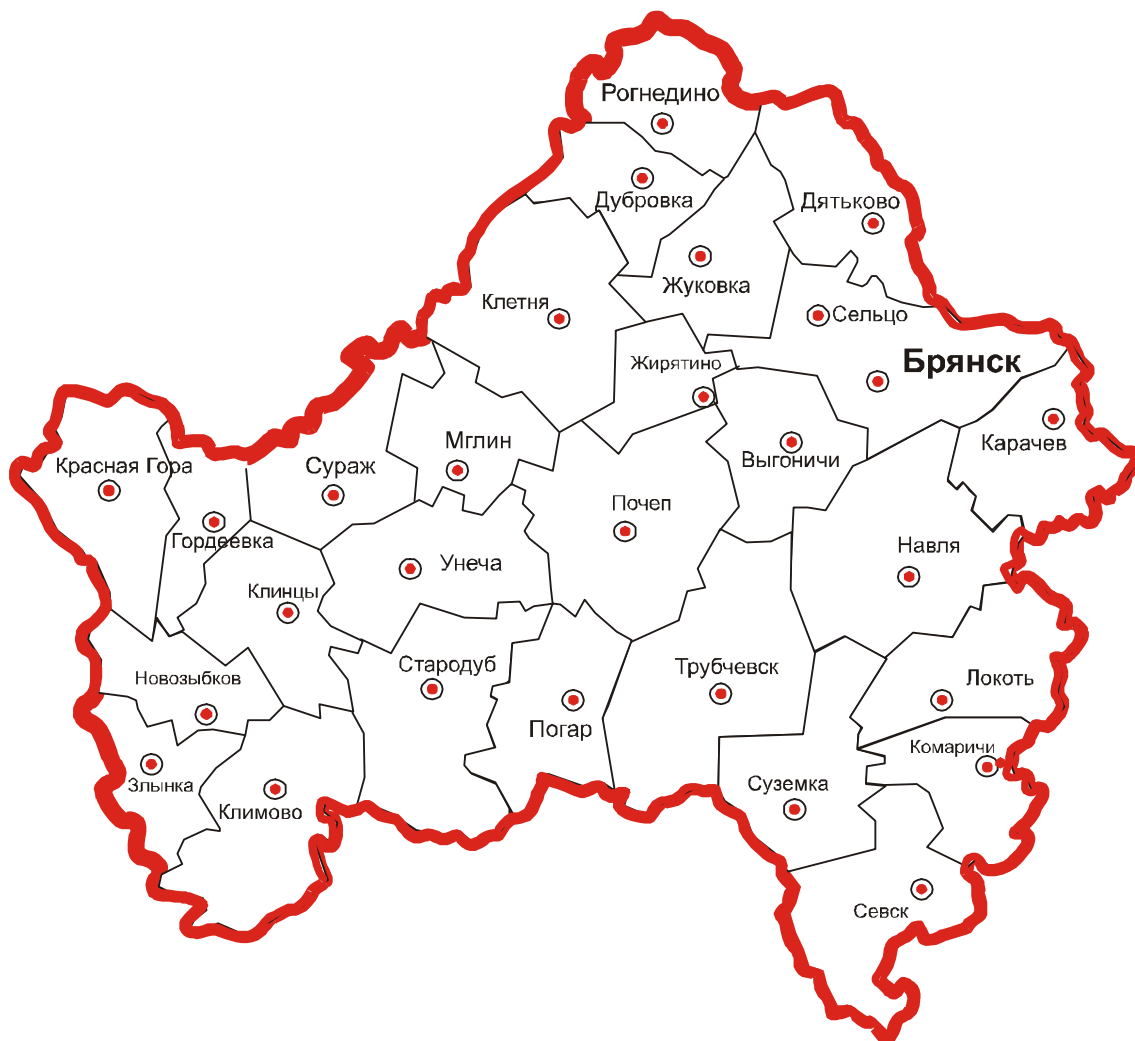 Рогнедино
Дубровка
Дятьково
Жуковка
Клетня
Сельцо
Жирятино
Брянск
Мглин
Карачев
Выгоничи
Красная Гора
Сураж
Почеп
Гордеевка
Навля
Унеча
Клинцы
Стародуб
Трубчевск
Новозыбков
Локоть
Погар
Комаричи
Злынка
Суземка
Климово
Севск